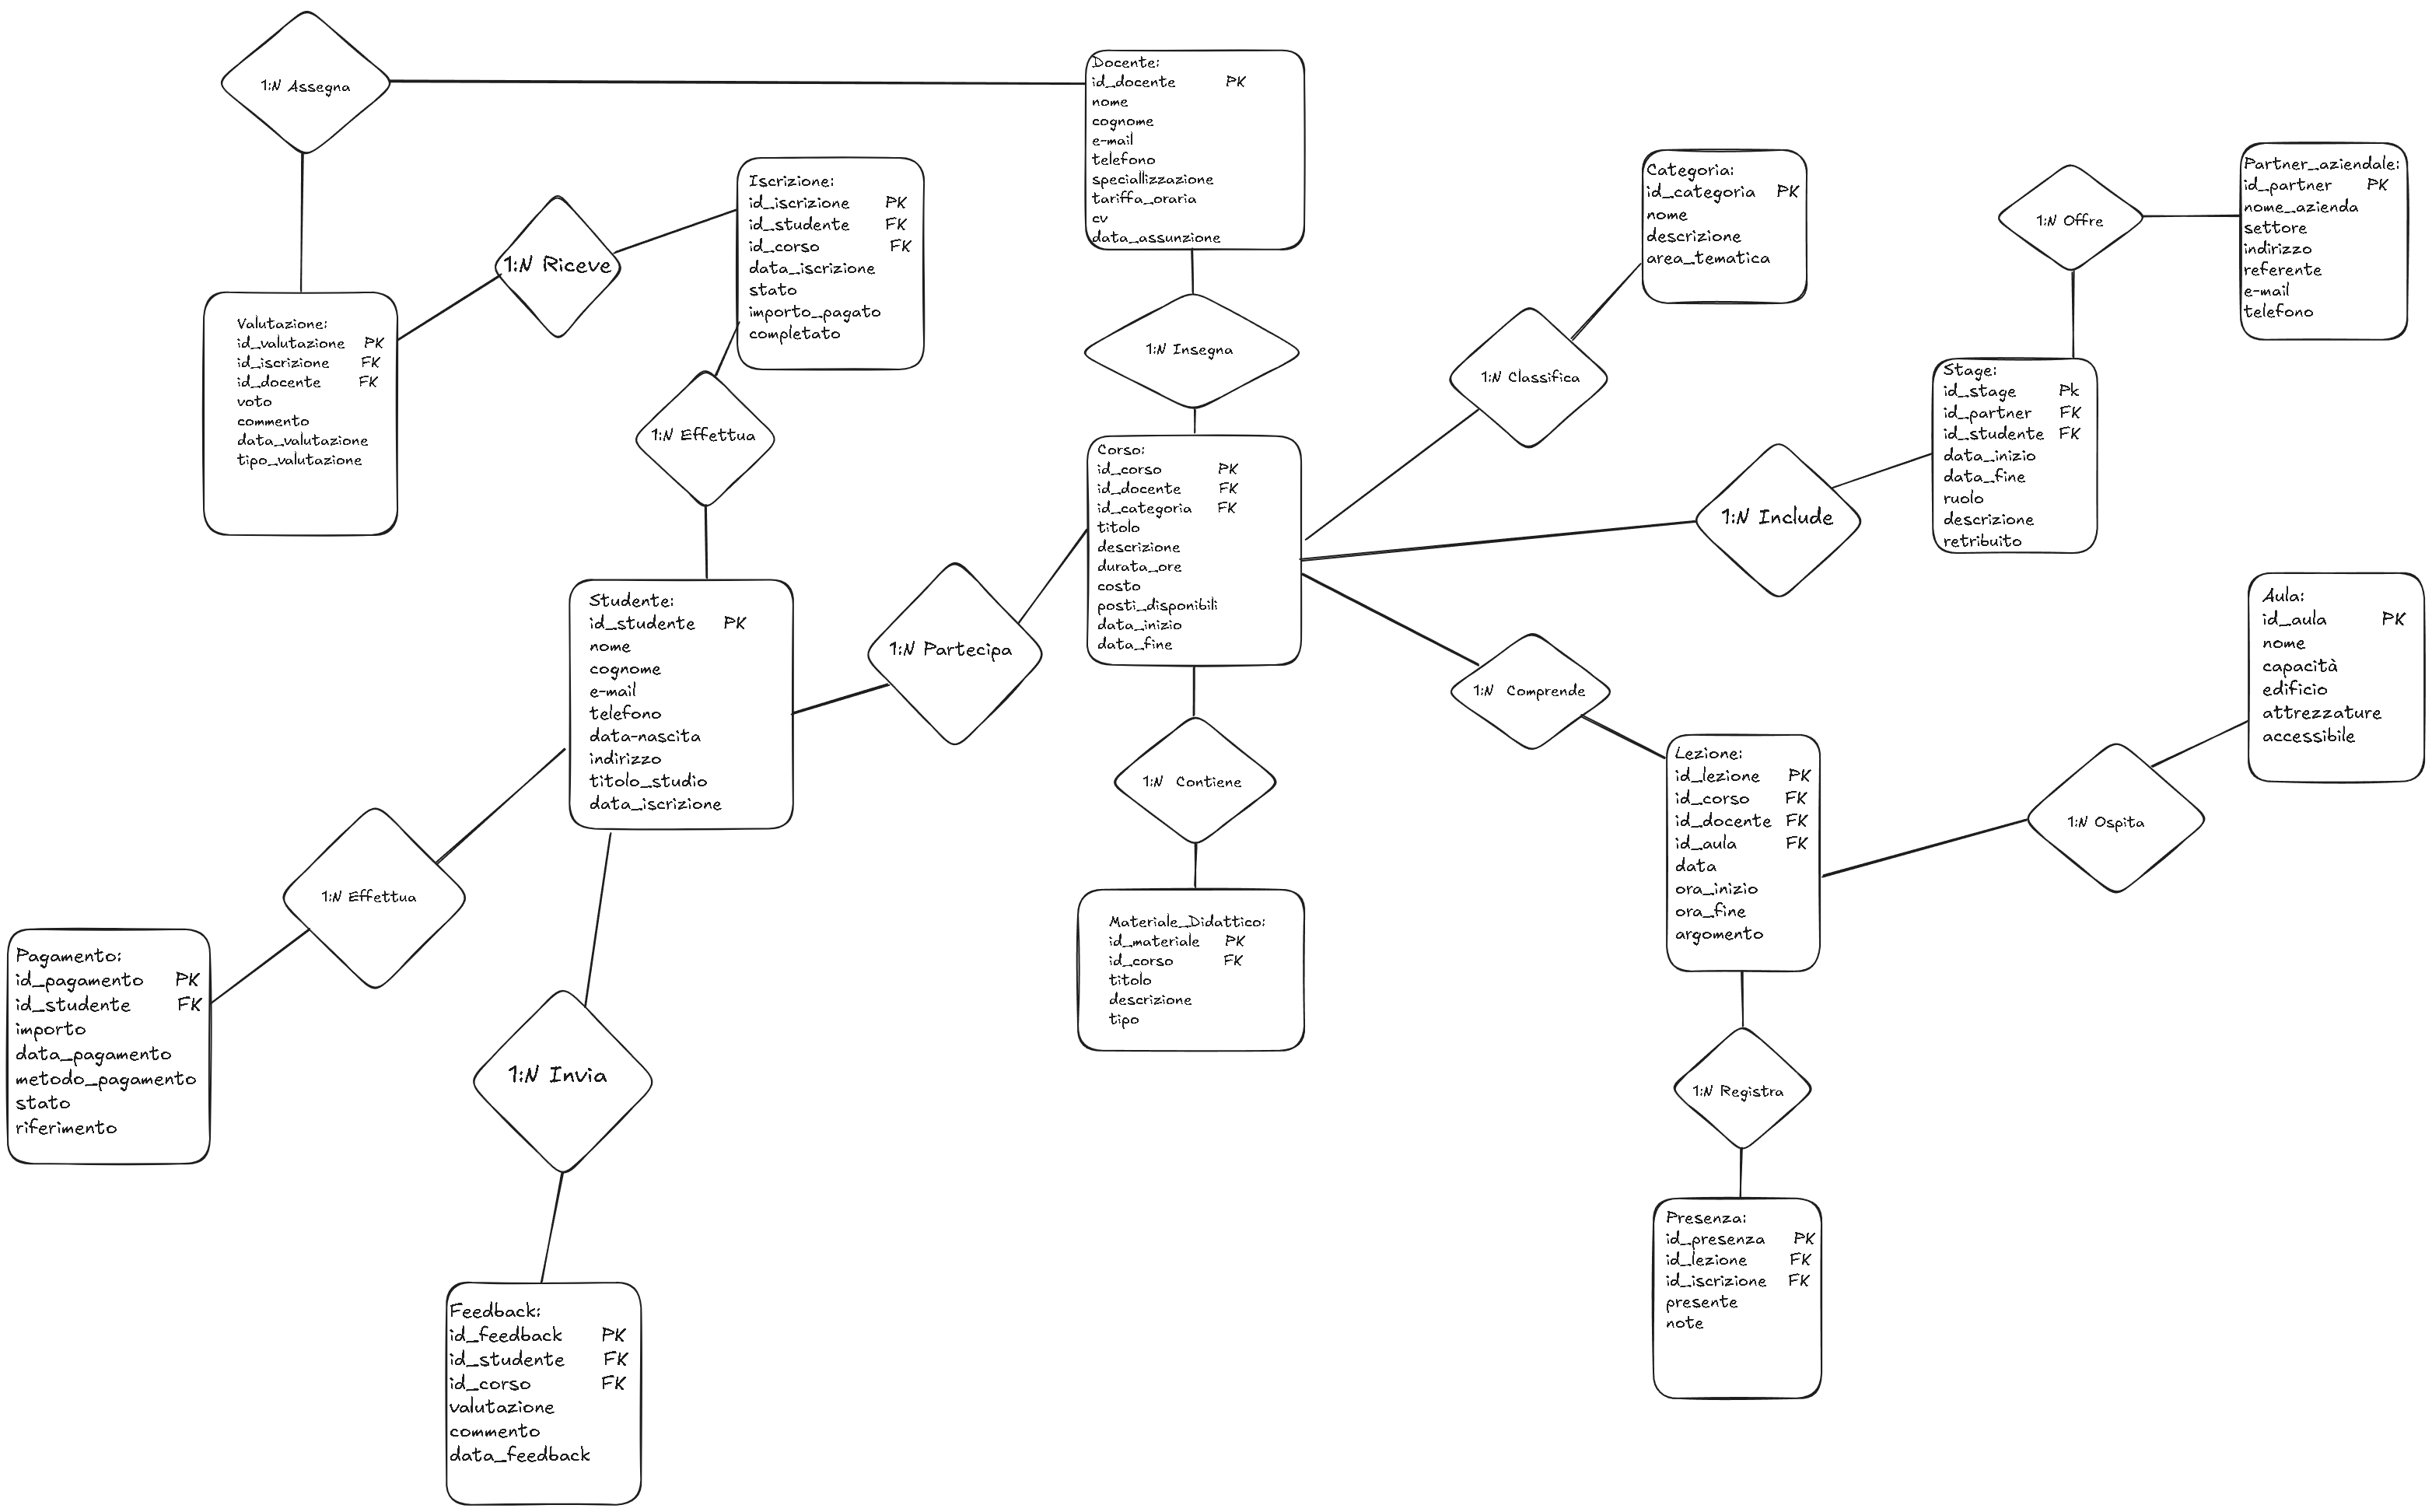 1:N Assegna
Docente:
id_docente PK
nome
cognome
e-mail
telefono
speciallizzazione
tariffa_oraria
cv
data_assunzione
Iscrizione:
id_iscrizione PK
id_studente FK
id_corso FK
data_iscrizione
stato
importo_pagato
completato
1:N Riceve
Categoria:
id_categoria PK
nome
descrizione
area_tematica
1:N Offre
Partner_aziendale:
id_partner PK
nome_azienda
settore
indirizzo
referente
e-mail
telefono
Valutazione:
id_valutazione PK
id_iscrizione FK
id_docente FK
voto
commento
data_valutazione
tipo_valutazione
1:N Effettua
1:N Insegna
1:N Classifica
Stage:
id_stage Pk
id_partner FK
id_studente FK
data_inizio
data_fine
ruolo
descrizione
retribuito
Corso:
id_corso PK
id_docente FK
id_categoria FK
titolo
descrizione
durata_ore
costo
posti_disponibili
data_inizio
data_fine
1:N Include
Studente:
id_studente PK
nome
cognome
e-mail
telefono
data-nascita
indirizzo
titolo_studio
data_iscrizione
1:N Partecipa
1:N Comprende
Aula:
id_aula PK
nome
capacità
edificio
attrezzature
accessibile
1:N Contiene
Lezione:
id_lezione PK
id_corso FK
id_docente FK
id_aula FK
data
ora_inizio
ora_fine
argomento
1:N Ospita
1:N Effettua
Pagamento:
id_pagamento PK
id_studente FK
importo
data_pagamento
metodo_pagamento
stato
riferimento
Materiale_Didattico:
id_materiale PK
id_corso FK
titolo
descrizione
tipo
1:N Invia
1:N Registra
Presenza:
id_presenza PK
id_lezione FK
id_iscrizione FK
presente
note
Feedback:
id_feedback PK
id_studente FK
id_corso FK
valutazione
commento
data_feedback